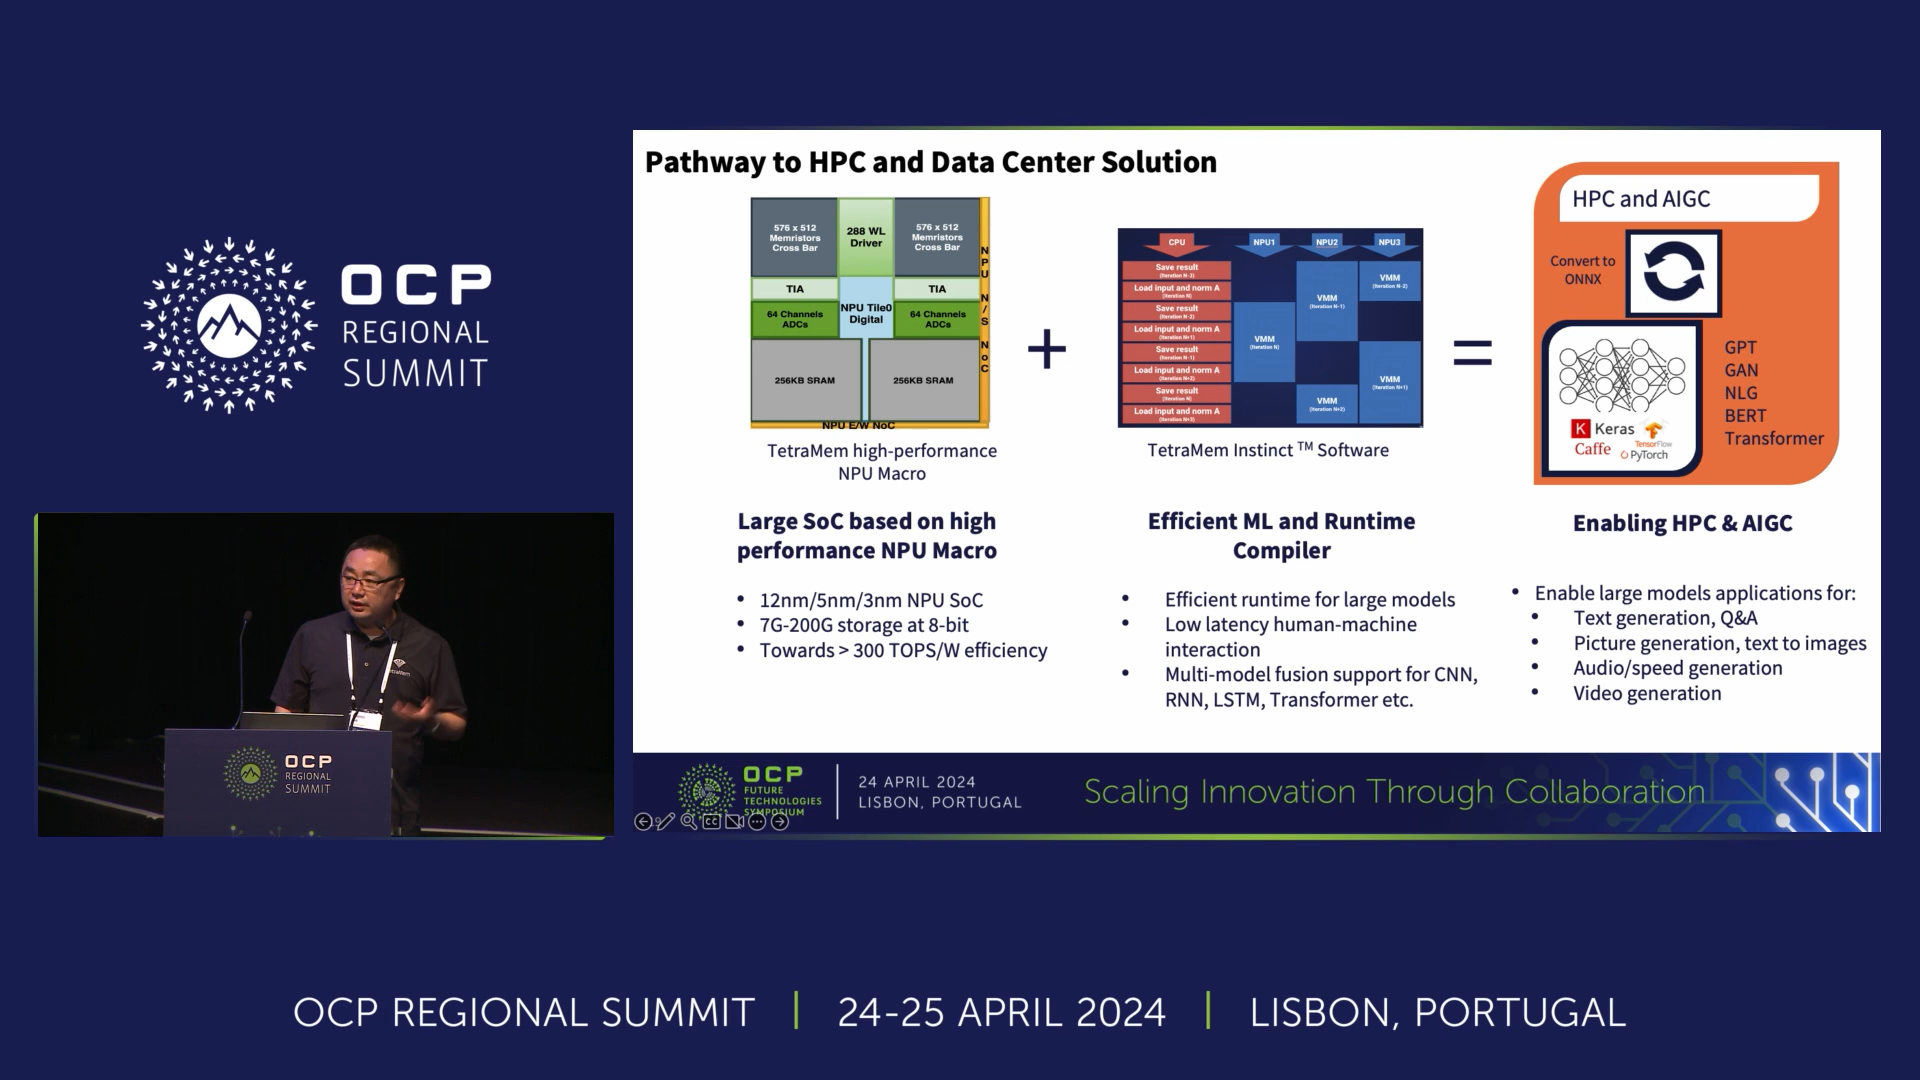 OCP
REGIONAL
SUMMIT
Pathway to HPC and Data Center Solution
576 x 512
Memristors
Cross Bar
288 WL
Driver
576 x 512
Memristors
Cross Bar
TIA
TIA
64 Channels
ADCs
NPU Tile0
Digital
64 Channels
ADCs
256KB SRAM
256KB SRAM
NPU N/S NoC
NPU E/W NoC
TetraMem high-performance
NPU Macro
+
CPU
NPU1
NPU2
NPU3
Save result
(Iteration N-3)
Load input and norm A
(Iteration N)
Save result
(Iteration N-2)
Load input and norm A
(Iteration N+1)
Save result
(Iteration N-1)
Load input and norm A
(Iteration N+2)
Save result
(Iteration N)
Load input and norm A
(Iteration N+3)
VMM
(Iteration N)
VMM
(Iteration N-1)
VMM
(Iteration N+2)
VMM
(Iteration N-2)
VMM
(Iteration N+1)
TetraMem Instinct TM Software
=
HPC and AIGC
Convert to
ONNX
K Keras
Caffe
TensorFlow
PyTorch
GPT
GAN
NLG
BERT
Transformer
Large SoC based on high
performance NPU Macro
• 12nm/5nm/3nm NPU SoC
• 7G-200G storage at 8-bit
• Towards > 300 TOPS/W efficiency
Efficient ML and Runtime
Compiler
• Efficient runtime for large models
• Low latency human-machine
interaction
• Multi-model fusion support for CNN,
RNN, LSTM, Transformer etc.
Enabling HPC & AIGC
• Enable large models applications for:
• Text generation, Q&A
• Picture generation, text to images
• Audio/speed generation
• Video generation
OCP
FUTURE
TECHNOLOGIES
SYMPOSIUM
24 APRIL 2024
LISBON, PORTUGAL
Scaling Innovation Through Collaboration
CC
OCP
REGIONAL
SUMMIT
OCP REGIONAL SUMMIT | 24-25 APRIL 2024 | LISBON, PORTUGAL